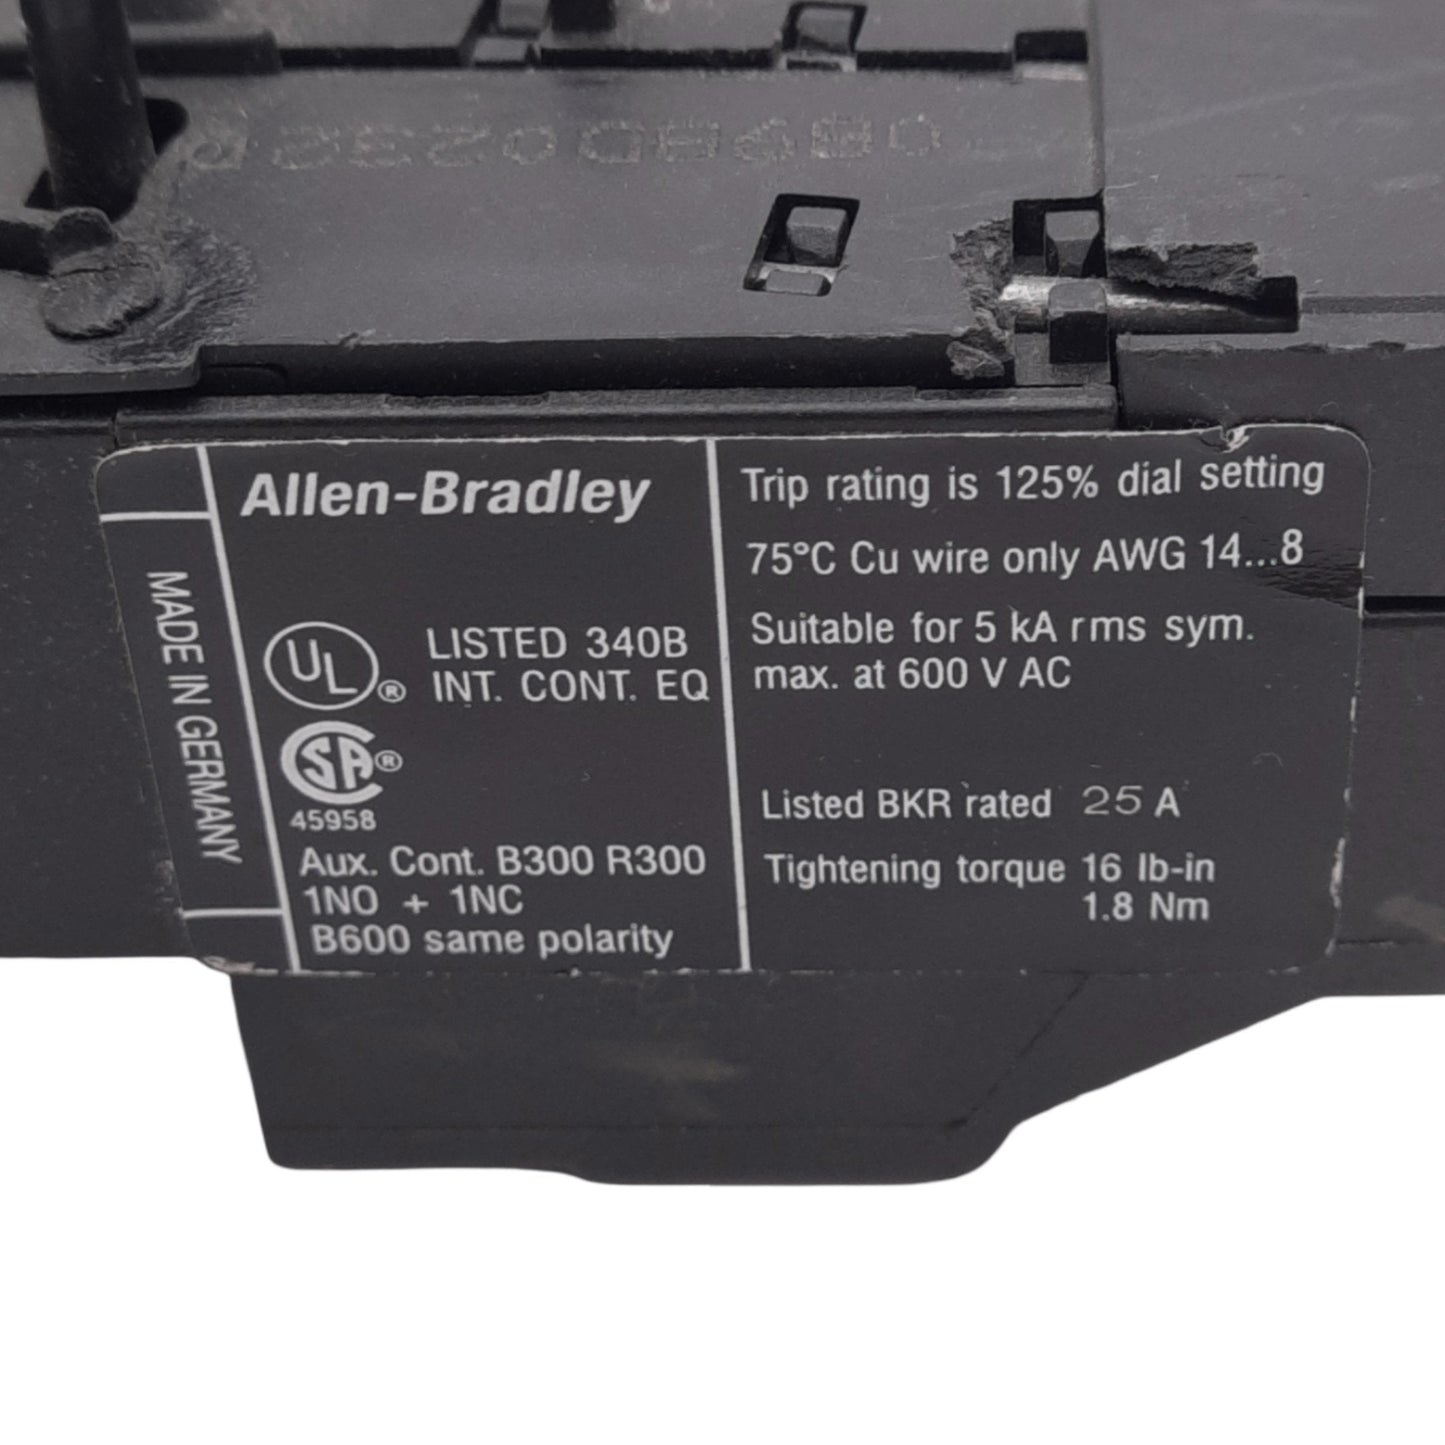 Allen-Bradley
MADE IN GERMANY
UL ® LISTED 340B
INT. CONT. EQ
SA ®
45958
Aux. Cont. B300 R300
1NO + 1NC
B600 same polarity
Trip rating is 125% dial setting
75°C Cu wire only AWG 14...8
Suitable for 5 kA rms sym.
max. at 600 V AC
Listed BKR rated 25 A
Tightening torque 16 lb-in
1.8 Nm